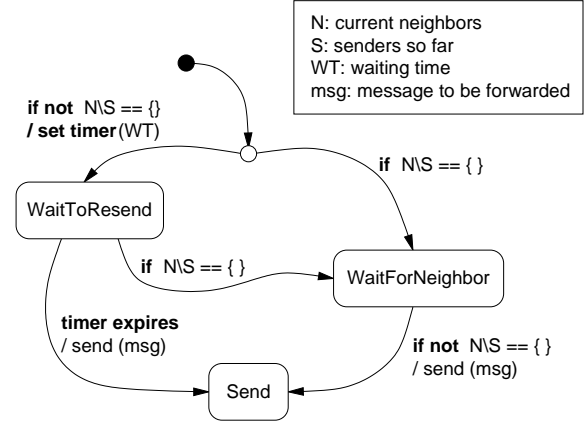 N: current neighbors
S: senders so far
WT: waiting time
msg: message to be forwarded
if not N\S == {}
/ set timer(WT)
if N\S == { }
WaitToResend
if N\S == { }
WaitForNeighbor
timer expires
/ send (msg)
if not N\S == { }
/ send (msg)
Send